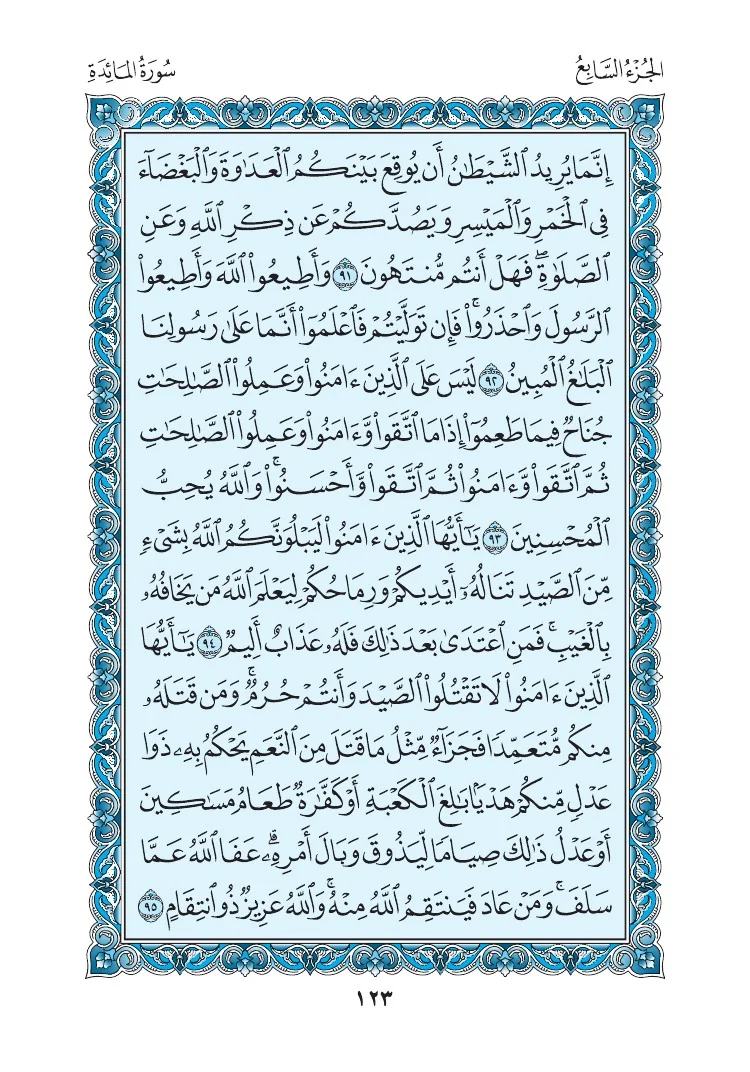 الجُزْءُ السَّابِعُ
سُورَةُ المَائِدَةِ
إِنَّمَا يُرِيدُ ٱلشَّيۡطَٰنُ أَن يُوقِعَ بَيۡنَكُمُ ٱلۡعَدَٰوَةَ وَٱلۡبَغۡضَآءَ
فِي ٱلۡخَمۡرِ وَٱلۡمَيۡسِرِ وَيَصُدَّكُمۡ عَن ذِكۡرِ ٱللَّهِ وَعَنِ
ٱلصَّلَوٰةِۖ فَهَلۡ أَنتُم مُّنتَهُونَ ٩١ وَأَطِيعُواْ ٱللَّهَ وَأَطِيعُواْ
ٱلرَّسُولَ وَٱحۡذَرُواْۚ فَإِن تَوَلَّيۡتُمۡ فَٱعۡلَمُوٓاْ أَنَّمَا عَلَىٰ رَسُولِنَا
ٱلۡبَلَٰغُ ٱلۡمُبِينُ ٩٢ لَيۡسَ عَلَى ٱلَّذِينَ ءَامَنُواْ وَعَمِلُواْ ٱلصَّٰلِحَٰتِ
جُنَاحٞ فِيمَا طَعِمُوٓاْ إِذَا مَا ٱتَّقَواْ وَّءَامَنُواْ وَعَمِلُواْ ٱلصَّٰلِحَٰتِ
ثُمَّ ٱتَّقَواْ وَّءَامَنُواْ ثُمَّ ٱتَّقَواْ وَّأَحۡسَنُواْۚ وَٱللَّهُ يُحِبُّ
ٱلۡمُحۡسِنِينَ ٩٣ يَٰٓأَيُّهَا ٱلَّذِينَ ءَامَنُواْ لَيَبۡلُوَنَّكُمُ ٱللَّهُ بِشَيۡءٖ
مِّنَ ٱلصَّيۡدِ تَنَالُهُۥٓ أَيۡدِيكُمۡ وَرِمَاحُكُمۡ لِيَعۡلَمَ ٱللَّهُ مَن يَخَافُهُۥ
بِٱلۡغَيۡبِۚ فَمَنِ ٱعۡتَدَىٰ بَعۡدَ ذَٰلِكَ فَلَهُۥ عَذَابٌ أَلِيمٞ ٩٤ يَٰٓأَيُّهَا
ٱلَّذِينَ ءَامَنُواْ لَا تَقۡتُلُواْ ٱلصَّيۡدَ وَأَنتُمۡ حُرُمٞۚ وَمَن قَتَلَهُۥ
مِنكُم مُّتَعَمِّدٗا فَجَزَآءٞ مِّثۡلُ مَا قَتَلَ مِنَ ٱلنَّعَمِ يَحۡكُمُ بِهِۦ ذَوَا
عَدۡلٖ مِّنكُمۡ هَدۡيَۢا بَٰلِغَ ٱلۡكَعۡبَةِ أَوۡ كَفَّٰرَةٞ طَعَامُ مَسَٰكِينَ
أَوۡ عَدۡلُ ذَٰلِكَ صِيَامٗا لِّيَذُوقَ وَبَالَ أَمۡرِهِۦۗ عَفَا ٱللَّهُ عَمَّا
سَلَفَۚ وَمَنۡ عَادَ فَيَنتَقِمُ ٱللَّهُ مِنۡهُۚ وَٱللَّهُ عَزِيزٞ ذُو ٱنتِقَامٍ ٩٥
١٢٣